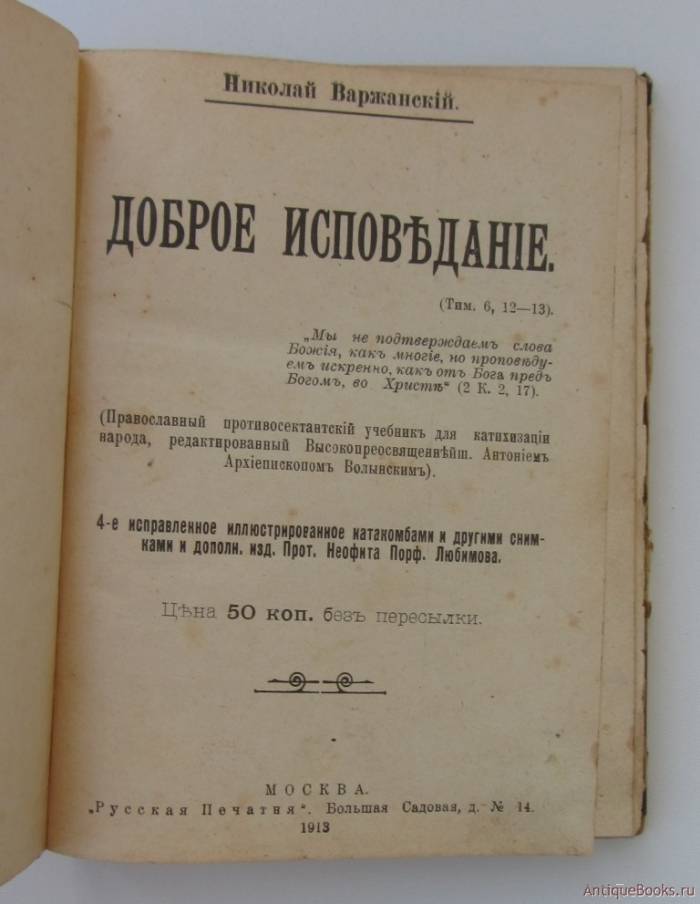 Николай Варжанскій.
ДОБРОЕ ИСПОВѢДАНІЕ.
(Тим. 6, 12—13).
„Мы не подтверждаемъ слова
Божія, какъ многіе, но проповѣду-
емъ искренно, какъ отъ Бога предъ
Богомъ, во Христѣ“ (2 К. 2, 17).
(Православный противосектантскій учебникъ для катихизаціи
народа, редактированный Высокопреосвященнѣйш. Антоніемъ
Архіепископомъ Волынскимъ).
4-е исправленное иллюстрированное катакомбами и другими сним-
ками и дополн. изд. Прот. Неофита Порф. Любимова.
Цѣна 50 коп. безъ пересылки.
МОСКВА.
„Русская Печатня“. Большая Садовая, д. № 14.
1913
AntiqueBooks.ru